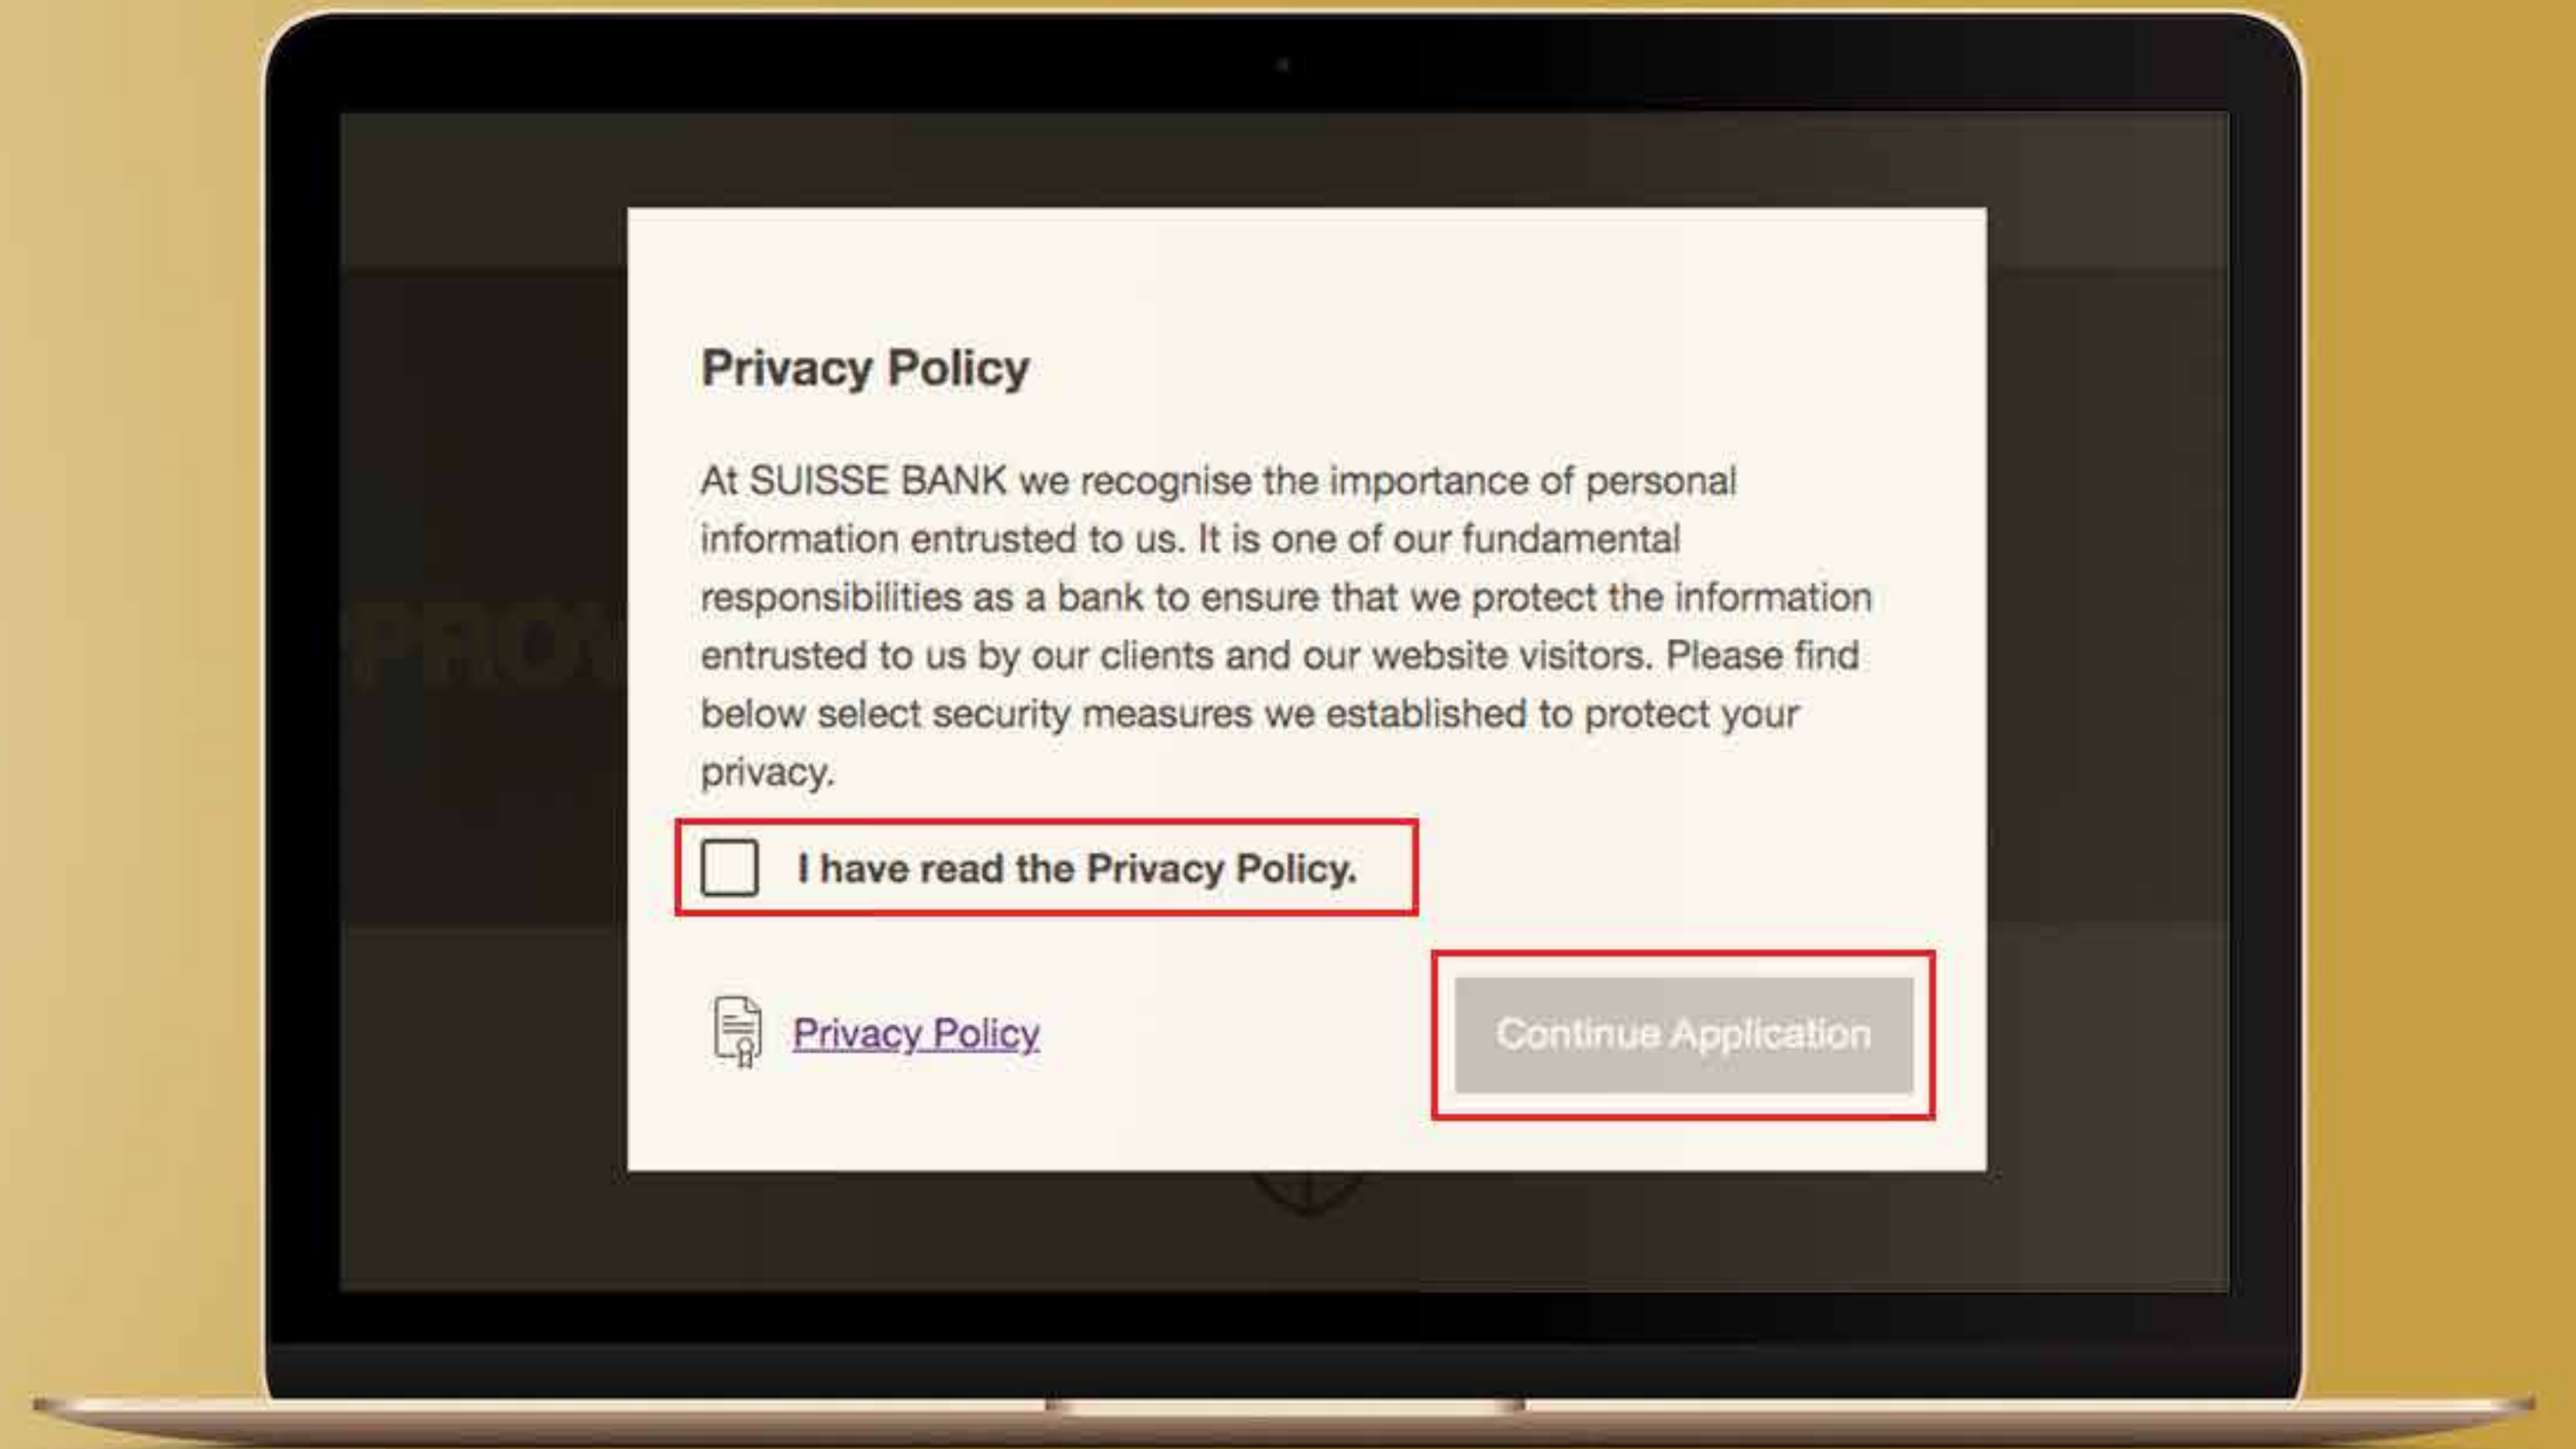 Privacy Policy
At SUISSE BANK we recognise the importance of personal
information entrusted to us. It is one of our fundamental
responsibilities as a bank to ensure that we protect the information
entrusted to us by our clients and our website visitors. Please find
below select security measures we established to protect your
privacy.
I have read the Privacy Policy.
Privacy Policy
Continue Application